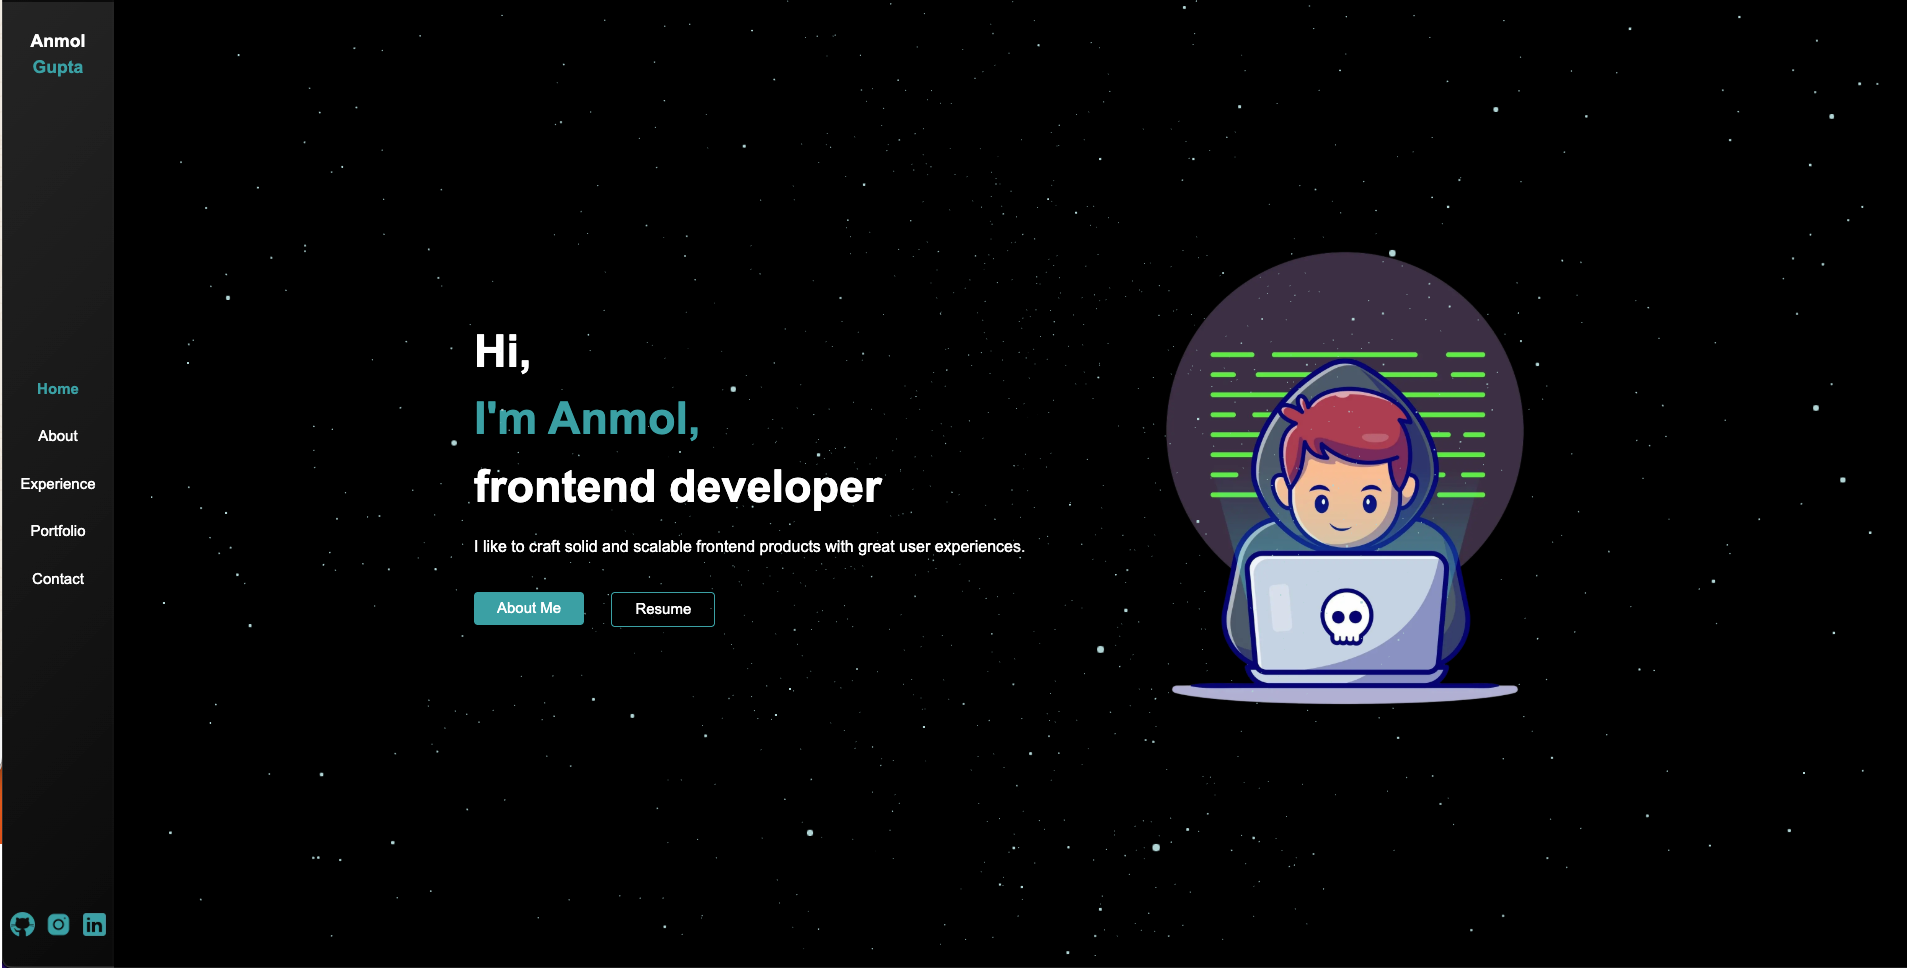 Anmol
Gupta
Home
About
Experience
Portfolio
Contact
Hi,
I'm Anmol,
frontend developer
I like to craft solid and scalable frontend products with great user experiences.
About Me
Resume
in